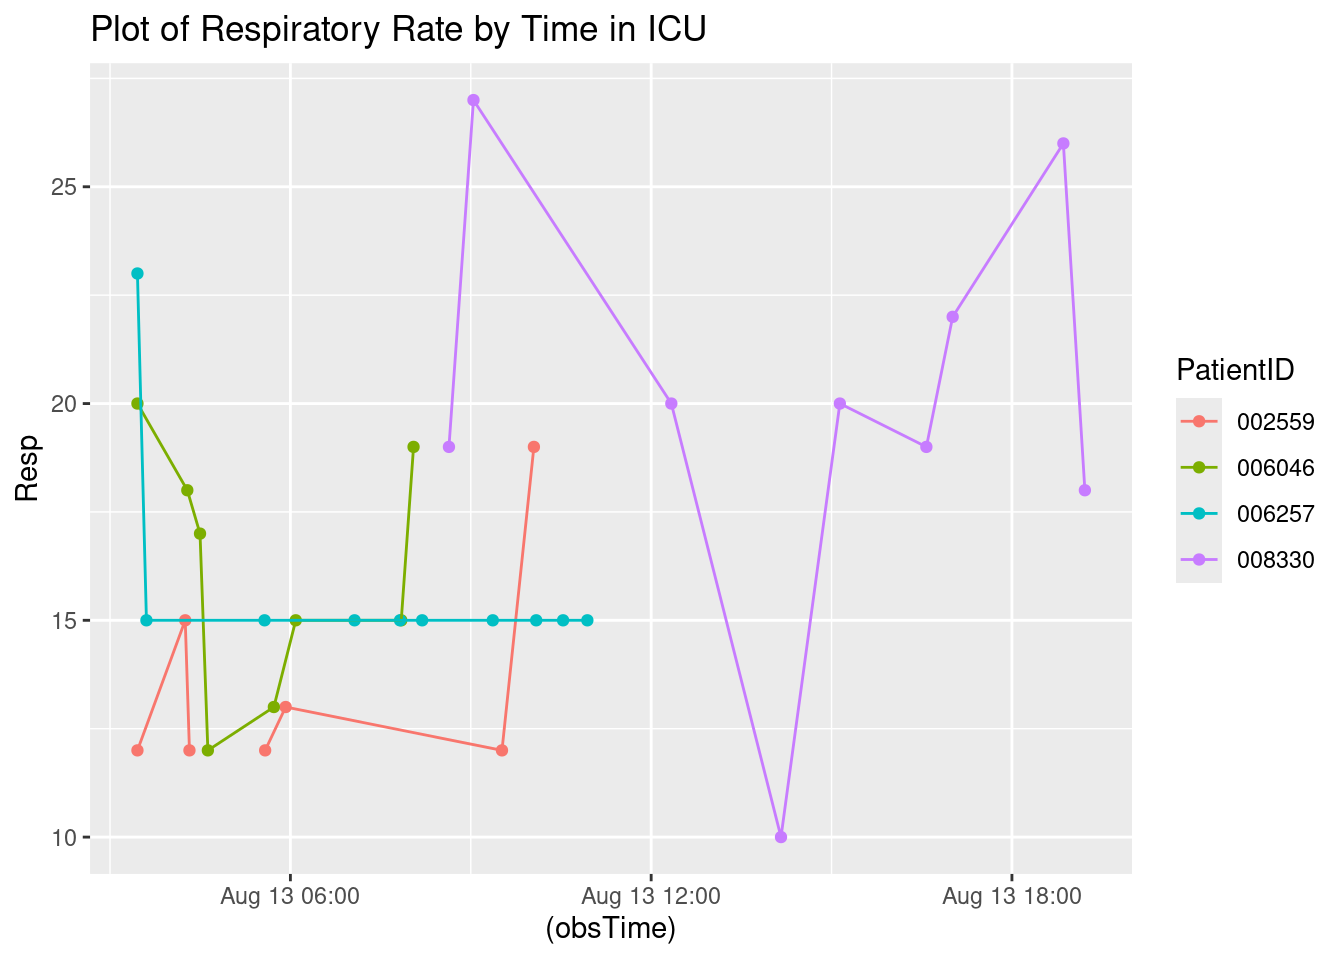 Plot of Respiratory Rate by Time in ICU
Resp
25
20
15
10
Aug 13 06:00
Aug 13 12:00
Aug 13 18:00
(obsTime)
PatientID
002559
006046
006257
008330